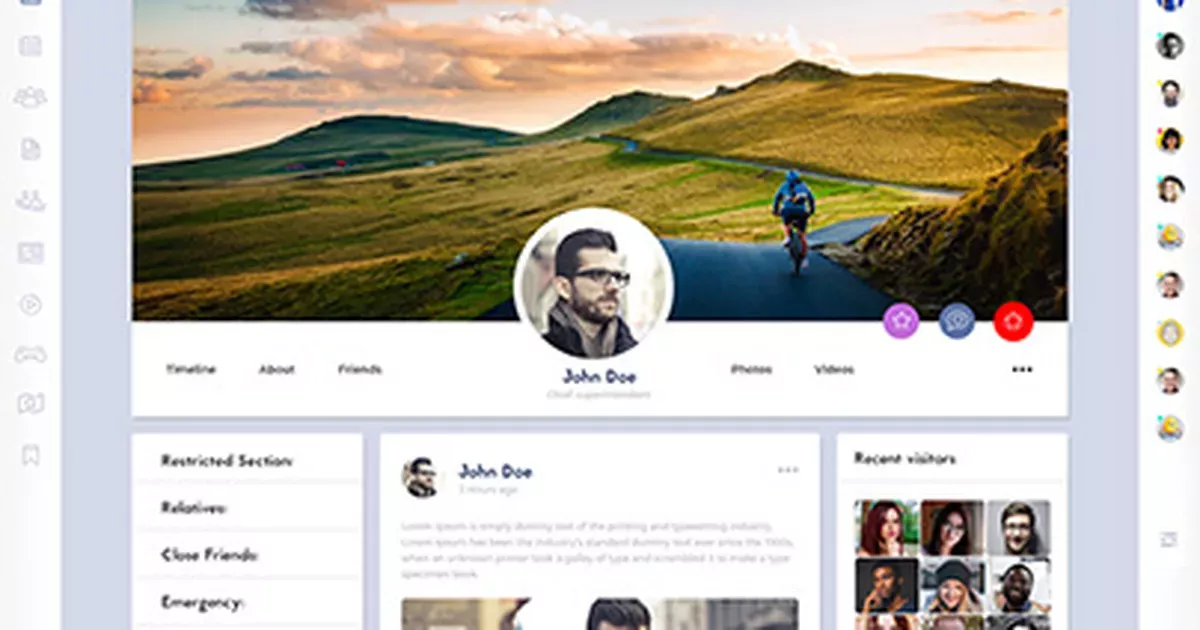 Timeline
About
Friends
John Doe
Chief superintendent
Photos
Videos
Restricted Section:
Relatives:
Close Friends:
Emergency:
John Doe
3 hours ago
Lorem Ipsum is simply dummy text of the printing and typesetting industry.
Lorem Ipsum has been the industry's standard dummy text ever since the 1500s,
when an unknown printer took a galley of type and scrambled it to make a type
specimen book.
Recent visitors